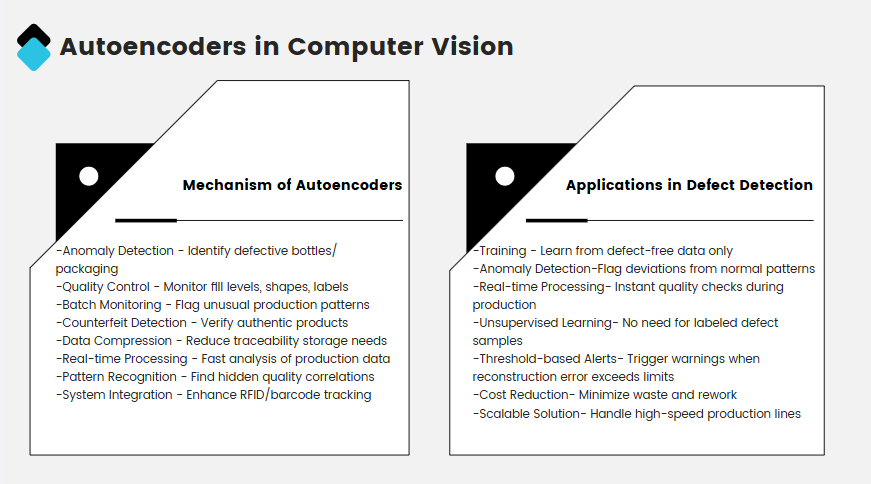 Autoencoders in Computer Vision
Mechanism of Autoencoders
-Anomaly Detection - Identify defective bottles/
packaging
-Quality Control - Monitor fill levels, shapes, labels
-Batch Monitoring - Flag unusual production patterns
-Counterfeit Detection - Verify authentic products
-Data Compression - Reduce traceability storage needs
-Real-time Processing - Fast analysis of production data
-Pattern Recognition - Find hidden quality correlations
-System Integration - Enhance RFID/barcode tracking
Applications in Defect Detection
-Training - Learn from defect-free data only
-Anomaly Detection-Flag deviations from normal patterns
-Real-time Processing- Instant quality checks during
production
-Unsupervised Learning- No need for labeled defect
samples
-Threshold-based Alerts- Trigger warnings when
reconstruction error exceeds limits
-Cost Reduction- Minimize waste and rework
-Scalable Solution- Handle high-speed production lines